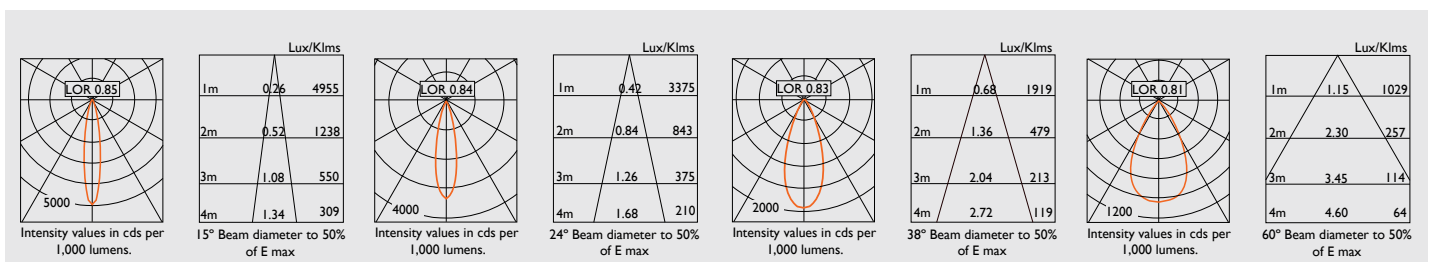 Lux/Klms
LOR 0.85
1m 0.26 4955
2m 0.52 1238
3m 1.08 550
4m 1.34 309
5000
Intensity values in cds per
1,000 lumens.
15° Beam diameter to 50%
of E max
Lux/Klms
LOR 0.84
1m 0.42 3375
2m 0.84 843
3m 1.26 375
4m 1.68 210
4000
Intensity values in cds per
1,000 lumens.
24° Beam diameter to 50%
of E max
Lux/Klms
LOR 0.83
1m 0.68 1919
2m 1.36 479
3m 2.04 213
4m 2.72 119
2000
Intensity values in cds per
1,000 lumens.
38° Beam diameter to 50%
of E max
Lux/Klms
LOR 0.81
1m 1.15 1029
2m 2.30 257
3m 3.45 114
4m 4.60 64
1200
Intensity values in cds per
1,000 lumens.
60° Beam diameter to 50%
of E max